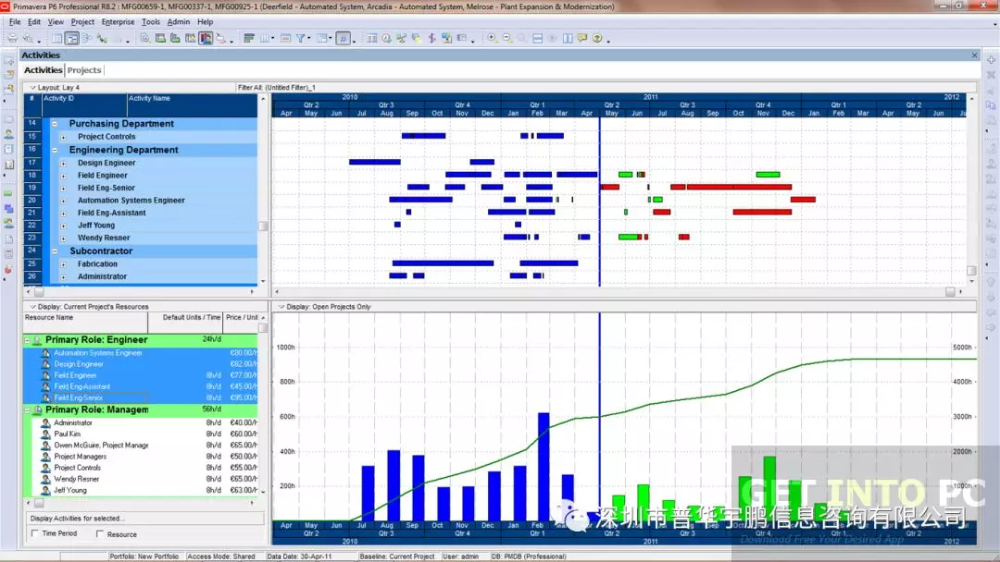 Primavera P6 Professional R8.2 : MFG00659-1, MFG00337-1, MFG00925-1 (Deerfield - Automated System, Arcadia - Automated System, Melrose - Plant Expansion & Modernization)
File Edit View Project Enterprise Tools Admin Help
Activities
Activities Projects
Layout: Lay 4 Filter All: (Untitled Filter)_1
# Activity ID Activity Name
2010 2011 2012
Qtr 2 Qtr 3 Qtr 4 Qtr 1 Qtr 2 Qtr 3 Qtr 4 Qtr 1 Qtr 2
Apr May Jun Jul Aug Sep Oct Nov Dec Jan Feb Mar Apr May Jun Jul Aug Sep Oct Nov Dec Jan Feb Mar Apr May Jun
14 Purchasing Department
15 Project Controls
16 Engineering Department
17 Design Engineer
18 Field Engineer
19 Field Eng-Senior
20 Automation Systems Engineer
21 Field Eng-Assistant
22 Jeff Young
23 Wendy Resner
24 Subcontractor
25 Fabrication
26 Administrator
Display: Current Project's Resources
Resource Name Default Units / Time Price / Unit
Primary Role: Engineer 24h/d
Automation Systems Engineer €80.00/h
Design Engineer €82.00/h
Field Engineer 8h/d €77.00/h
Field Eng-Assistant 8h/d €45.00/h
Field Eng-Senior 8h/d €95.00/h
Primary Role: Managem 56h/d
Administrator 8h/d €40.00/h
Paul Kim 8h/d €60.00/h
Owen McGuire, Project Manage 8h/d €65.00/h
Project Managers 8h/d €50.00/h
Project Controls 8h/d €55.00/h
Wendy Resner 8h/d €65.00/h
Jeff Young 8h/d €63.00/h
Display Activities for selected...
Time Period Resource
Display: Open Projects Only
1000h 5000h
800h 4000h
600h 3000h
400h 2000h
200h 1000h
GET INTO PC
深圳市普华宇鹏信息咨询有限公司
Download Free Your Desired App
Apr May Jun Jul Aug Sep Oct Nov Dec Jan Feb Mar Apr May Jun Jul Aug Sep Oct Nov Dec Jan Feb Mar Apr May Jun
Qtr 2 Qtr 3 Qtr 4 Qtr 1 Qtr 2 Qtr 3 Qtr 4 Qtr 1 Qtr 2
2010 2011 2012
Portfolio: New Portfolio Access Mode: Shared Data Date: 30-Apr-11 Baseline: Current Project User: admin DB: PMDB (Professional)